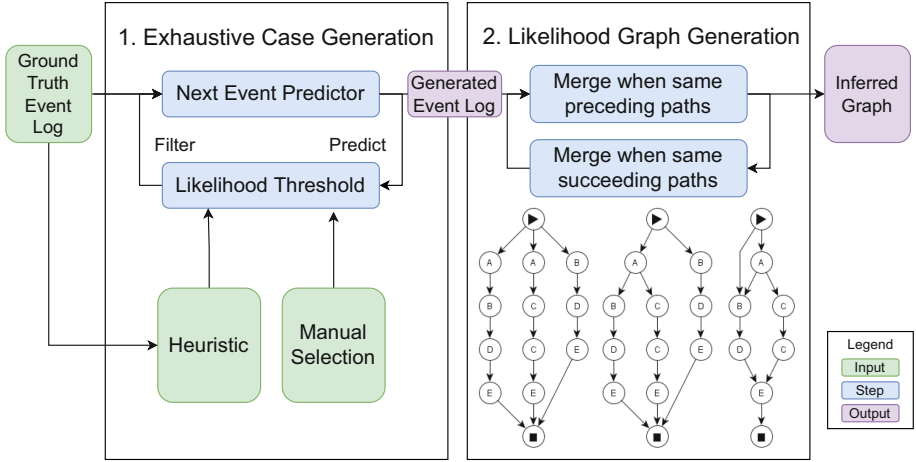 1. Exhaustive Case Generation
2. Likelihood Graph Generation
Ground
Truth
Event
Log
Next Event Predictor
Generated
Event Log
Merge when same
preceding paths
Inferred
Graph
Filter
Predict
Likelihood Threshold
Merge when same
succeeding paths
Heuristic
Manual
Selection
A A B
B C D
D C E
E E
A B
B C D
D C E
E E
A
B C
D C
E
Legend
Input
Step
Output